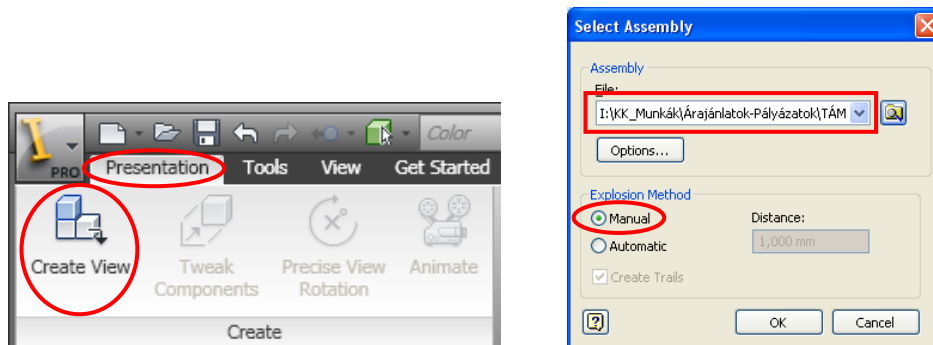 Color
PRO Presentation Tools View Get Started
Create View
Tweak Components
Precise View Rotation
Animate
Create
Select Assembly
Assembly
File:
I:\KK_Munkák\Árajánlatok-Pályázatok\TÁM
Options...
Explosion Method
Manual
Distance:
Automatic
1,000 mm
Create Trails
OK
Cancel